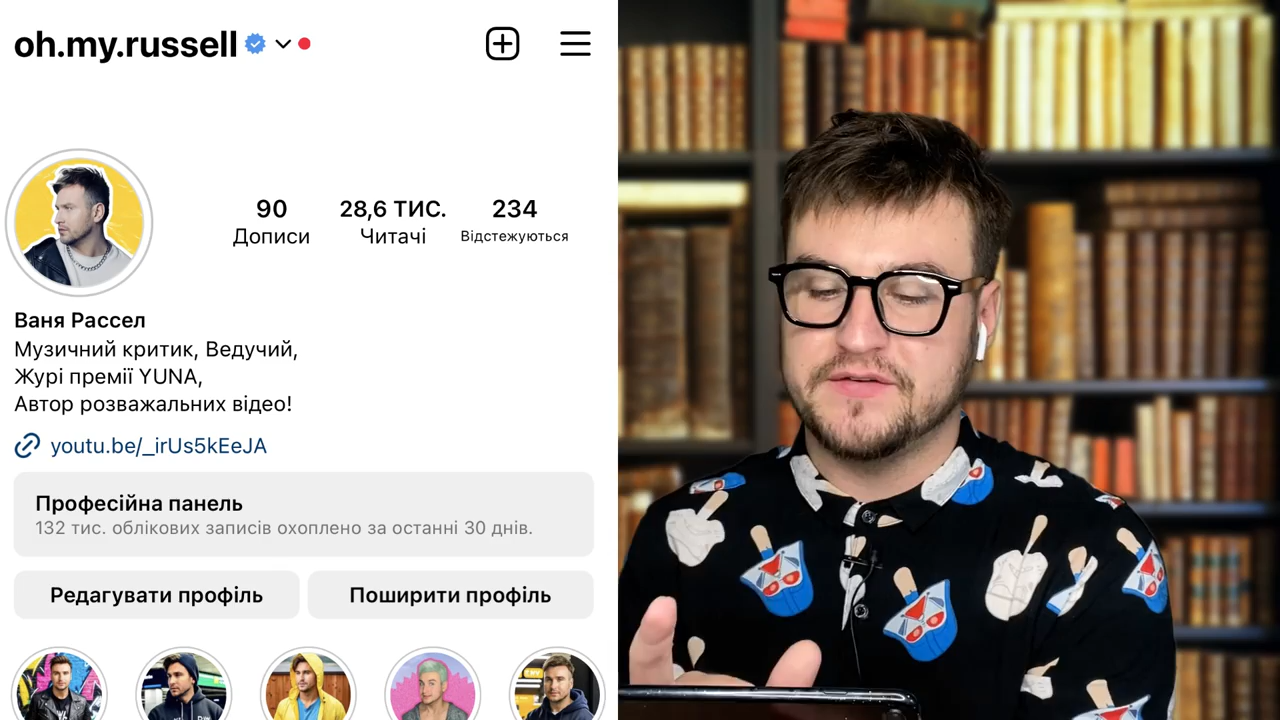 oh.my.russell
90
Дописи
28,6 ТИС.
Читачі
234
Відстежуються
Ваня Рассел
Музичний критик, Ведучий,
Журі премії YUNA,
Автор розважальних відео!
youtu.be/_irUs5kEeJA
Професійна панель
132 тис. облікових записів охоплено за останні 30 днів.
Редагувати профіль
Поширити профіль